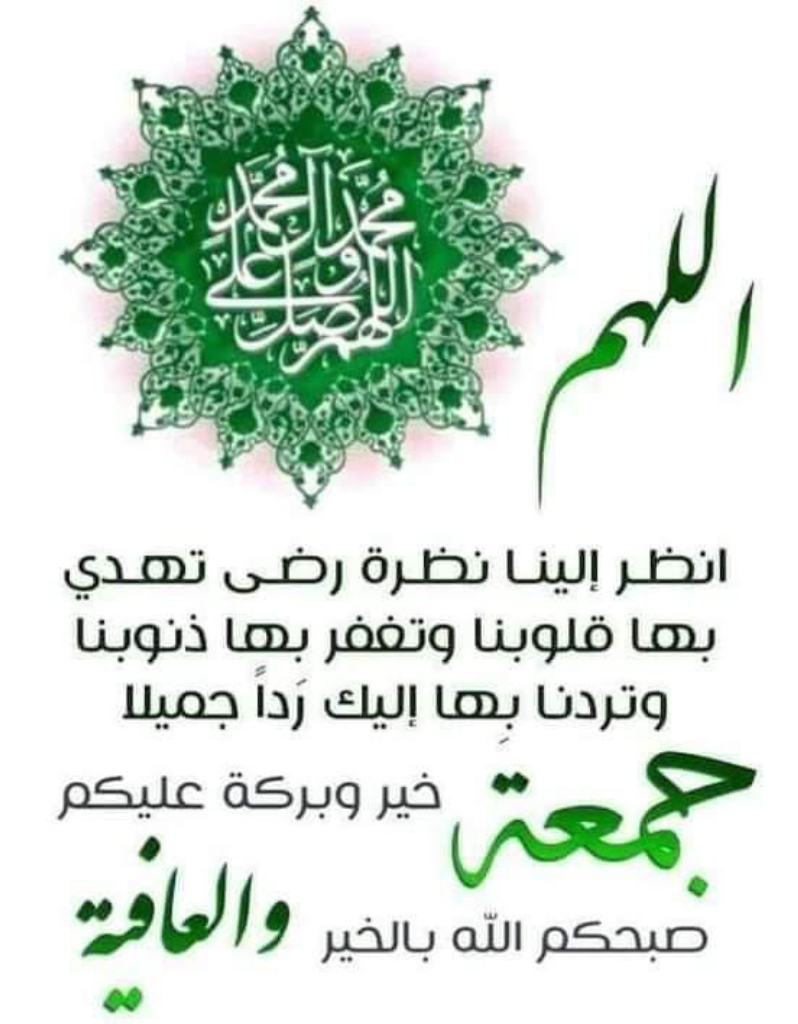 اللهم صل على
محمد وآل محمد
اللهم
انظر إلينا نظرة رضى تهدي
بها قلوبنا وتغفر بها ذنوبنا
وتردنا بِها إليك رَداً جميلا
جمعة خير وبركة عليكم
صبحكم الله بالخير والعافية